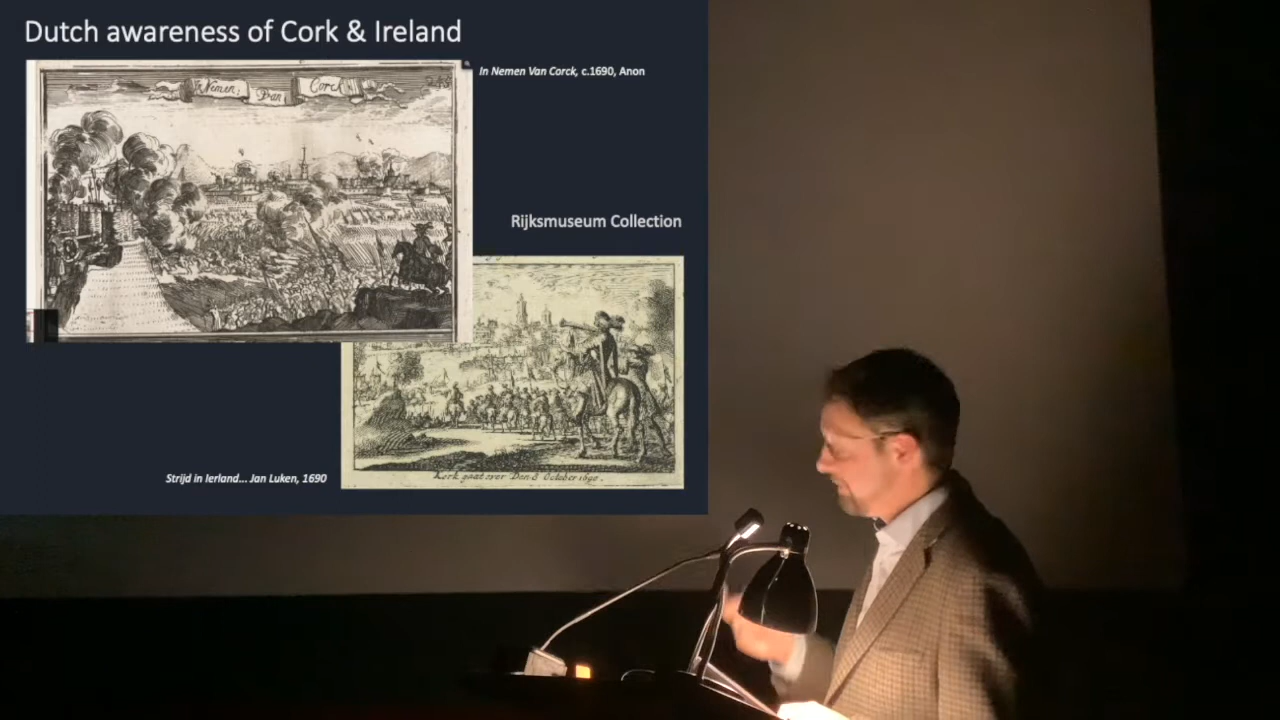 Dutch awareness of Cork & Ireland
In Nemen Van Corck, c.1690, Anon
In Nemen; Van Corck
Rijksmuseum Collection
Strijd in Ierland... Jan Luken, 1690
Kork gaat over Den 8 October 1690.